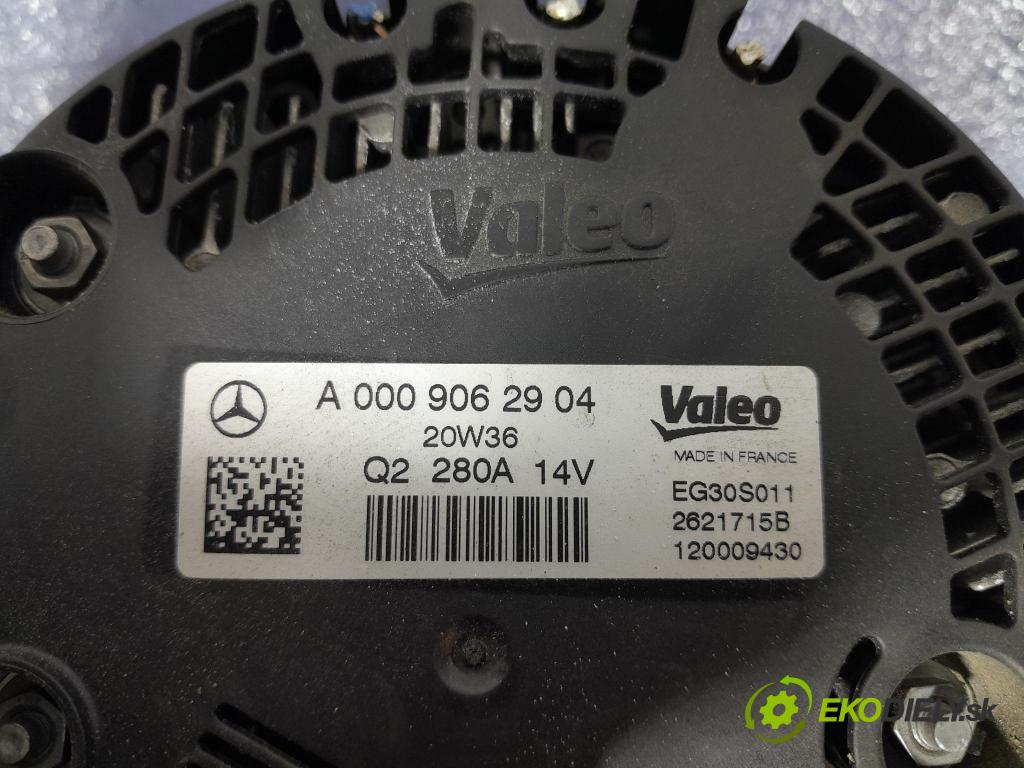 Valeo
A 000 906 29 04
20W36
Q2 280A 14V
Valeo
MADE IN FRANCE
EG30S011
2621715B
120009430
EKODIELY.sk